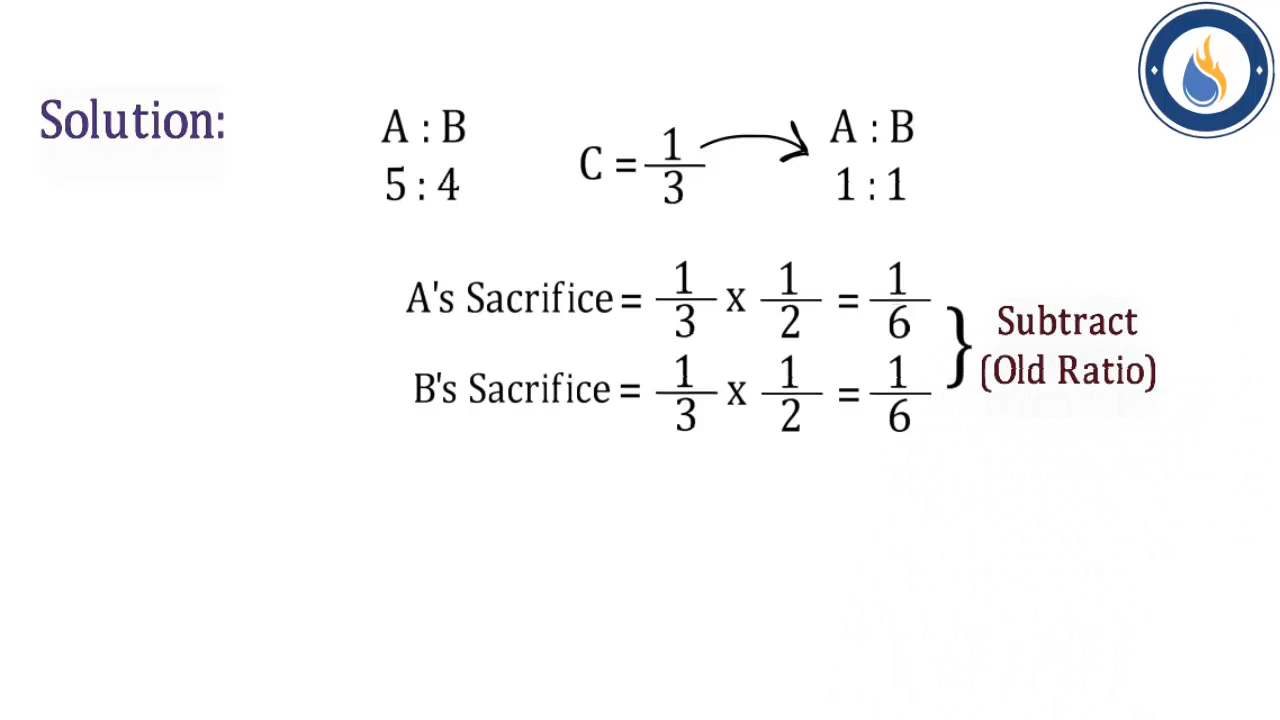 Solution:
A : B
5 : 4
C = 1/3
A : B
1 : 1
A's Sacrifice = 1/3 x 1/2 = 1/6
B's Sacrifice = 1/3 x 1/2 = 1/6
} Subtract
(Old Ratio)